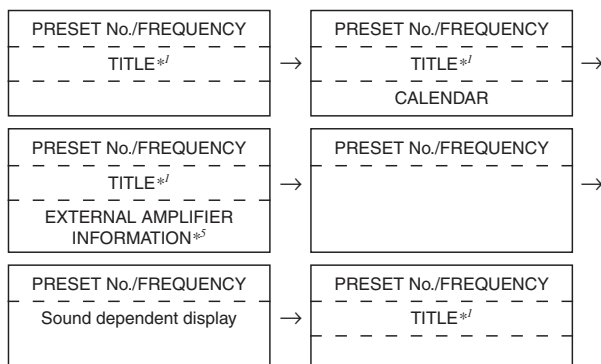 PRESET No./FREQUENCY
TITLE*1
→
PRESET No./FREQUENCY
TITLE*1
CALENDAR
→
PRESET No./FREQUENCY
TITLE*1
EXTERNAL AMPLIFIER
INFORMATION*5
→
PRESET No./FREQUENCY
→
PRESET No./FREQUENCY
Sound dependent display
→
PRESET No./FREQUENCY
TITLE*1